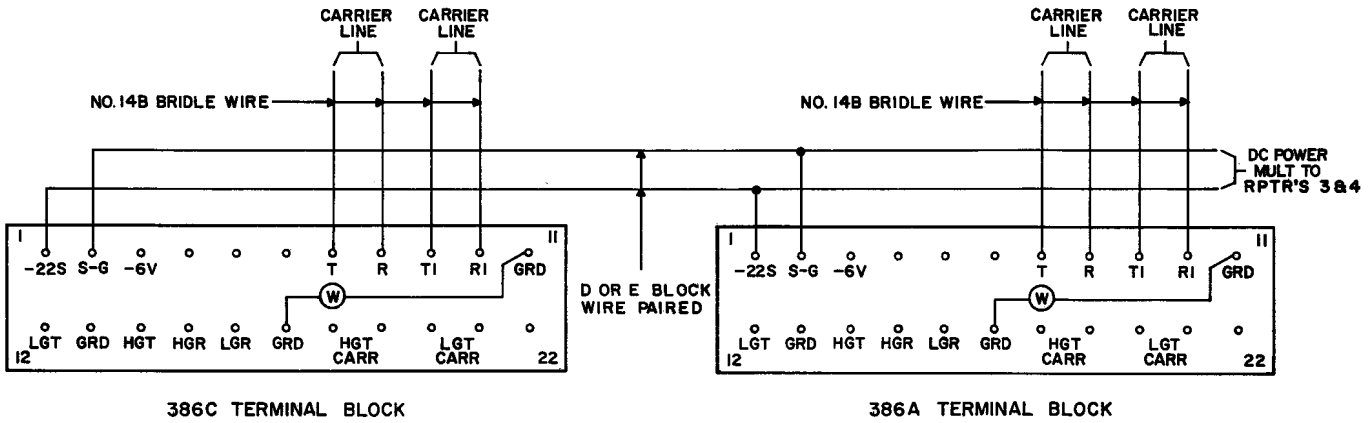 CARRIER LINE
CARRIER LINE
CARRIER LINE
CARRIER LINE
NO. 14B BRIDLE WIRE
NO. 14B BRIDLE WIRE
DC POWER
MULT TO
RPTR'S 3 & 4
D OR E BLOCK
WIRE PAIRED
1 11
-22S S-G -6V T R T1 R1 GRD
W
LGT GRD HGT HGR LGR GRD HGT CARR LGT CARR
12 22
1 11
-22S S-G -6V T R T1 R1 GRD
W
LGT GRD HGT HGR LGR GRD HGT CARR LGT CARR
12 22
386C TERMINAL BLOCK
386A TERMINAL BLOCK